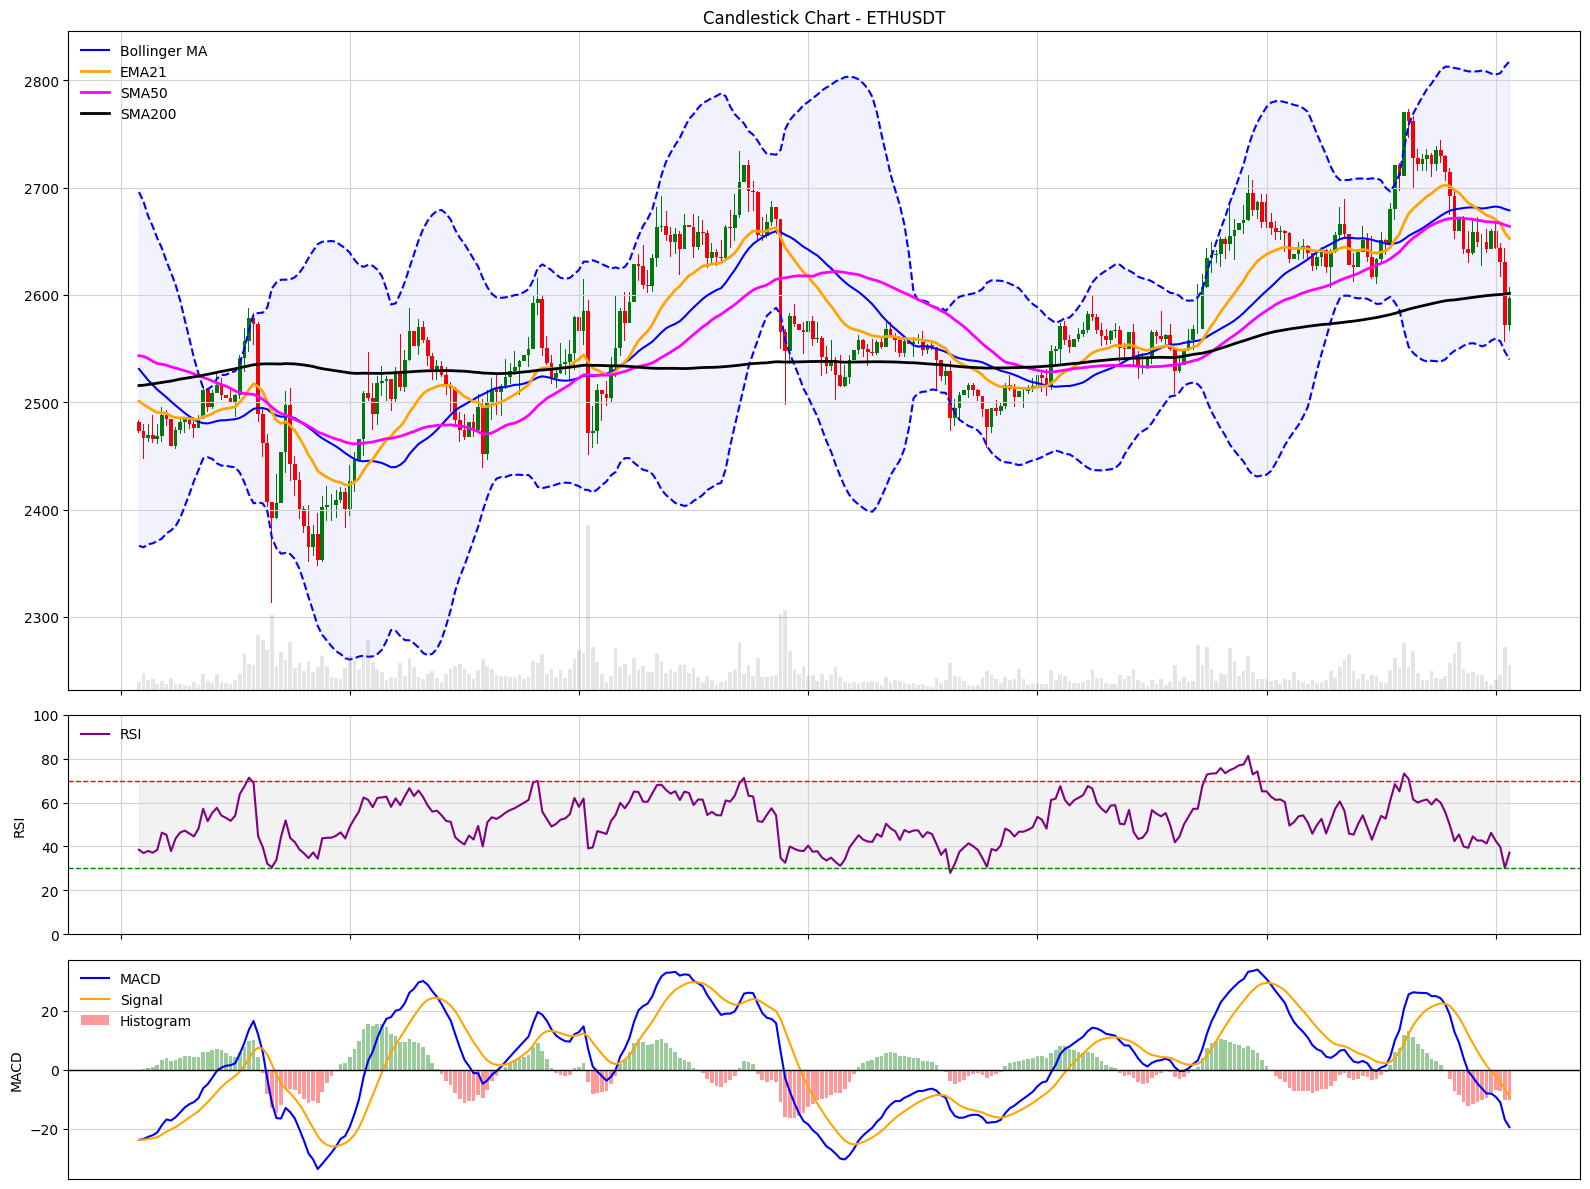 Candlestick Chart - ETHUSDT
Bollinger MA
EMA21
SMA50
SMA200
2800
2700
2600
2500
2400
2300
RSI
100
80
60
40
20
0
RSI
MACD
Signal
Histogram
20
0
−20
MACD